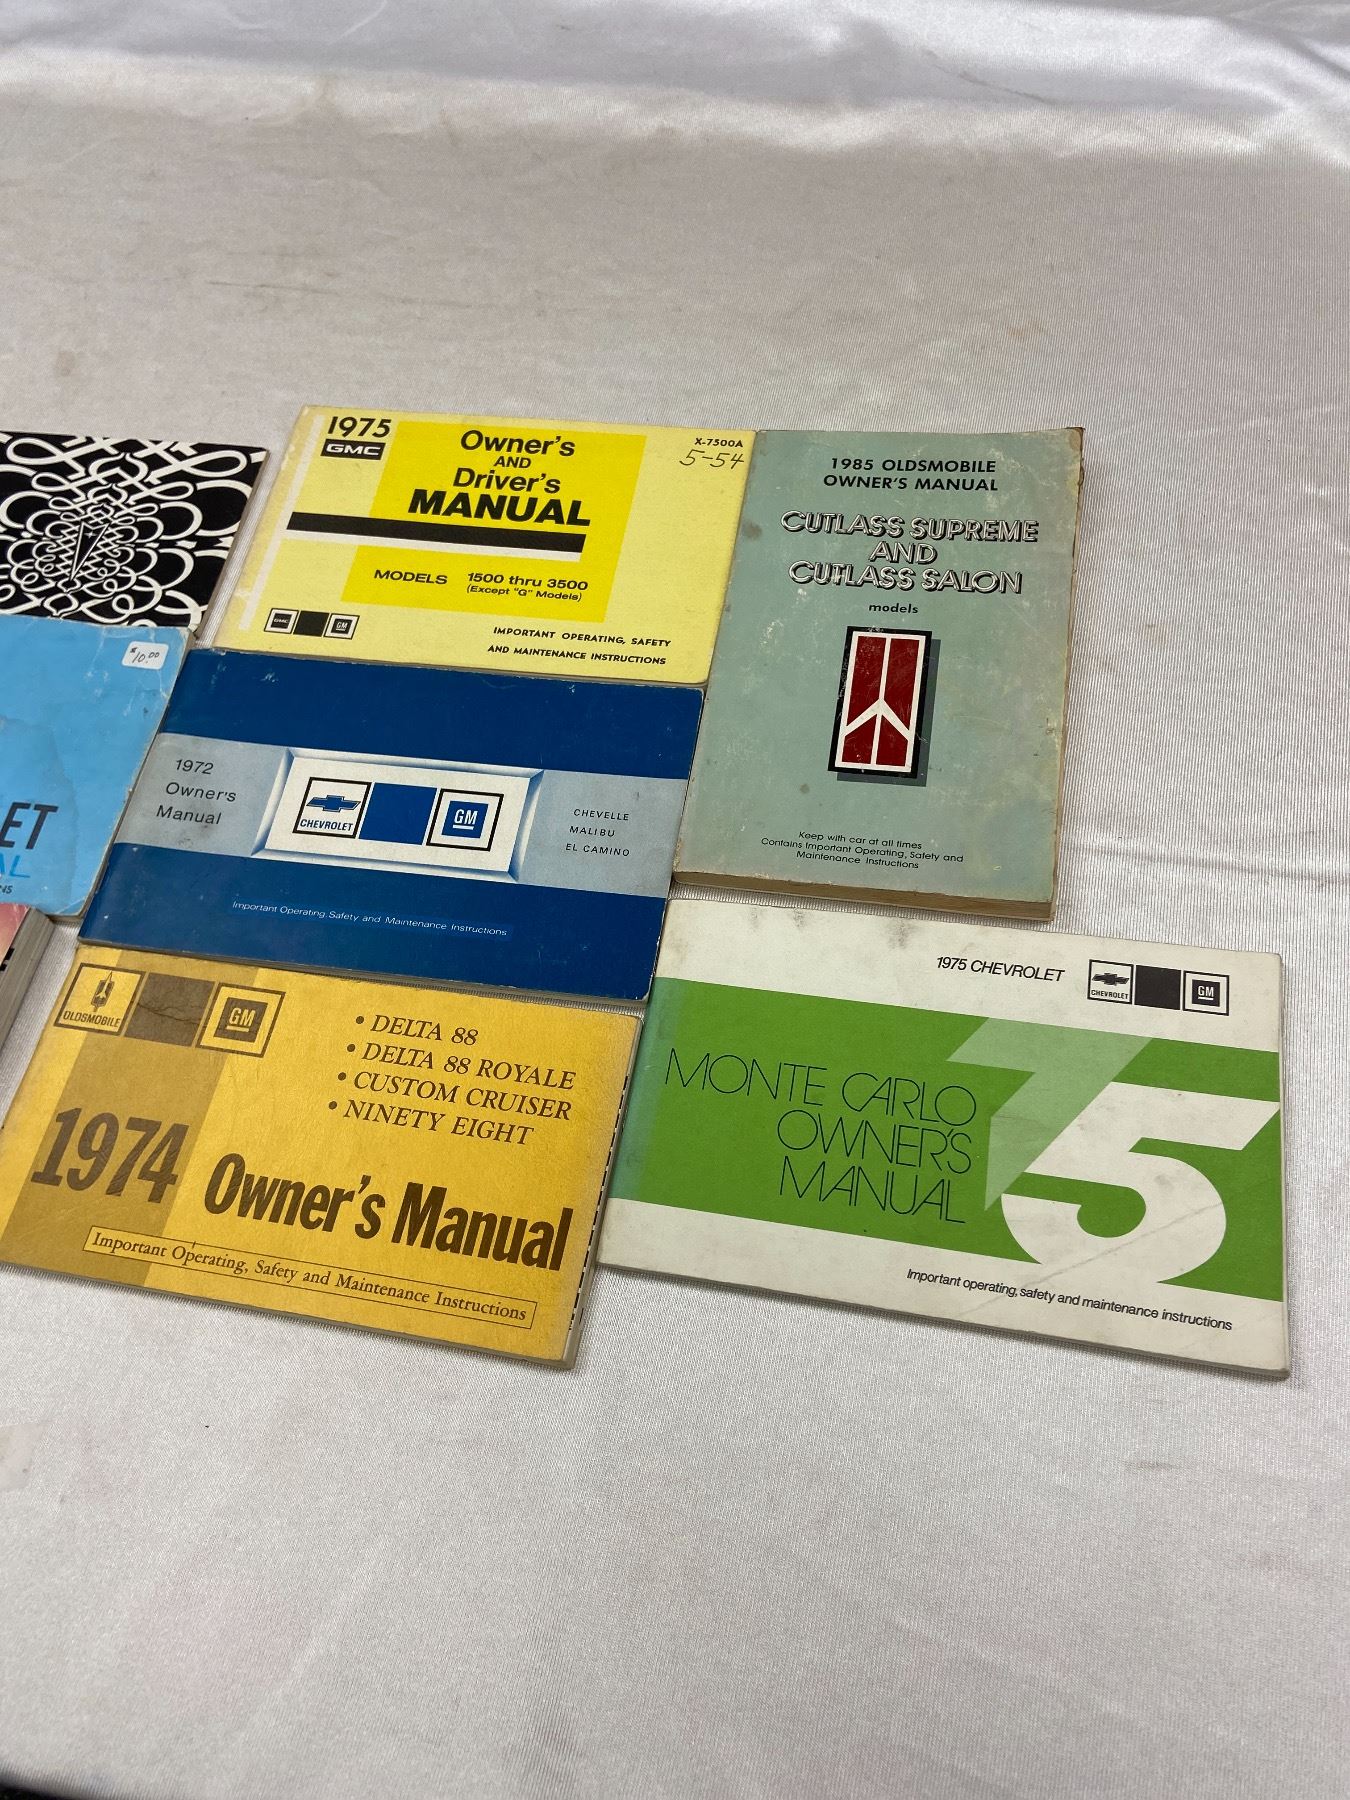 1975
GMC
Owner's
AND
Driver's
MANUAL
X-7500A
5-54
MODELS 1500 thru 3500
(Except "G" Models)
GMC GM
IMPORTANT OPERATING, SAFETY
AND MAINTENANCE INSTRUCTIONS
1985 OLDSMOBILE
OWNER'S MANUAL
CUTLASS SUPREME
AND
CUTLASS SALON
models
Keep with car at all times
Contains Important Operating, Safety and
Maintenance Instructions
$10.00
ET
AL
NS
1972
Owner's
Manual
CHEVROLET GM
CHEVELLE
MALIBU
EL CAMINO
Important Operating, Safety and Maintenance Instructions
OLDSMOBILE GM
• DELTA 88
• DELTA 88 ROYALE
• CUSTOM CRUISER
• NINETY EIGHT
1974
Owner's Manual
Important Operating, Safety and Maintenance Instructions
1975 CHEVROLET
CHEVROLET GM
MONTE CARLO
OWNER'S
MANUAL
75
Important operating, safety and maintenance instructions